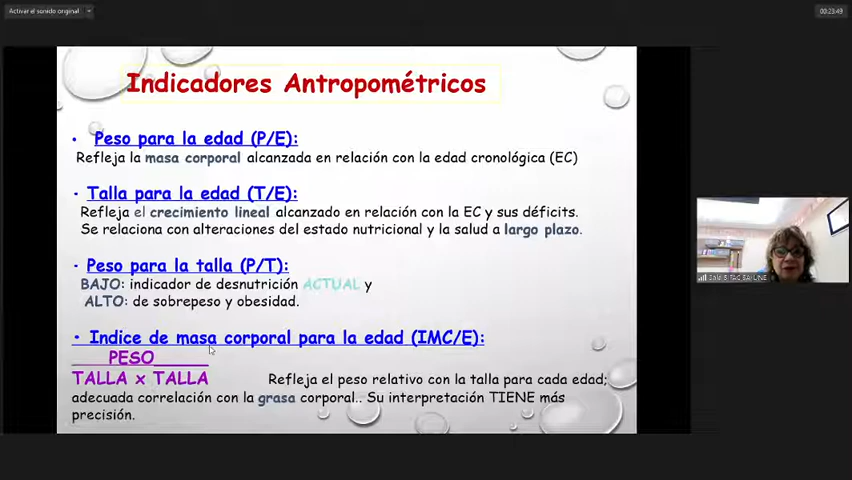 Activar el sonido original
00:23:49
Indicadores Antropométricos
• Peso para la edad (P/E):
Refleja la masa corporal alcanzada en relación con la edad cronológica (EC)
• Talla para la edad (T/E):
Refleja el crecimiento lineal alcanzado en relación con la EC y sus déficits.
Se relaciona con alteraciones del estado nutricional y la salud a largo plazo.
• Peso para la talla (P/T):
BAJO: indicador de desnutrición ACTUAL y
ALTO: de sobrepeso y obesidad.
• Indice de masa corporal para la edad (IMC/E):
PESO
TALLA x TALLA Refleja el peso relativo con la talla para cada edad;
adecuada correlación con la grasa corporal.. Su interpretación TIENE más
precisión.